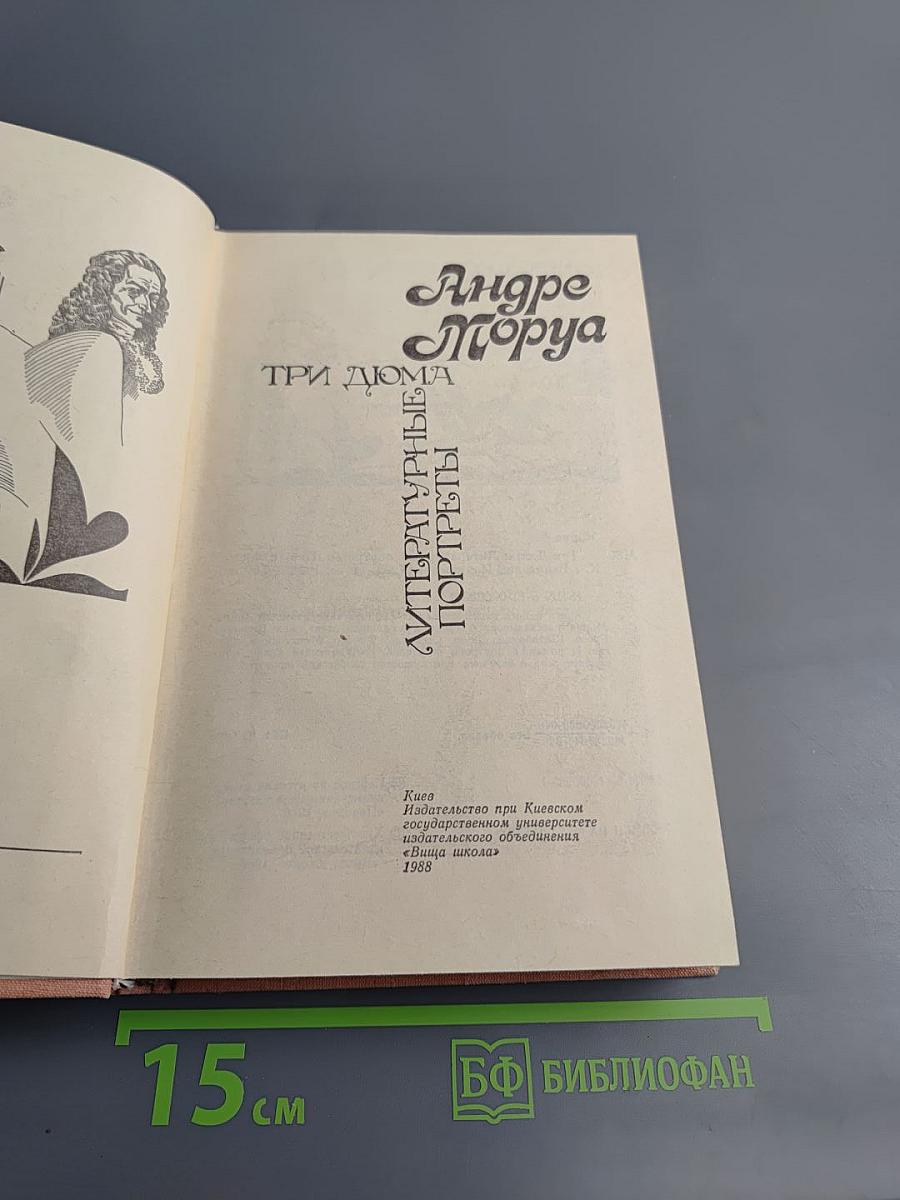 Андре
Моруа
ТРИ ДЮМА
ЛИТЕРАТУРНЫЕ
ПОРТРЕТЫ
Киев
Издательство при Киевском
государственном университете
издательского объединения
«Вища школа»
1988
15 см
БФ БИБЛИОФАН